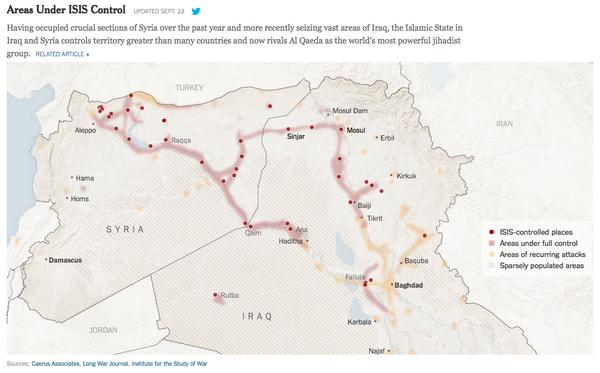 Areas Under ISIS Control UPDATED SEPT. 23
Having occupied crucial sections of Syria over the past year and more recently seizing vast areas of Iraq, the Islamic State in
Iraq and Syria controls territory greater than many countries and now rivals Al Qaeda as the world's most powerful jihadist
group. RELATED ARTICLE »
TURKEY
Mosul Dam
IRAN
Aleppo
Sinjar
Mosul
Erbil
Raqqa
Hama
Kirkuk
Homs
Baiji
Tikrit
SYRIA
Qaim
Ana
Haditha
ISIS-controlled places
Areas under full control
Areas of recurring attacks
Sparsely populated areas
Damascus
Baquba
Falluja
Baghdad
Rutba
IRAQ
Karbala
JORDAN
Najaf
Sources: Caerus Associates, Long War Journal, Institute for the Study of War